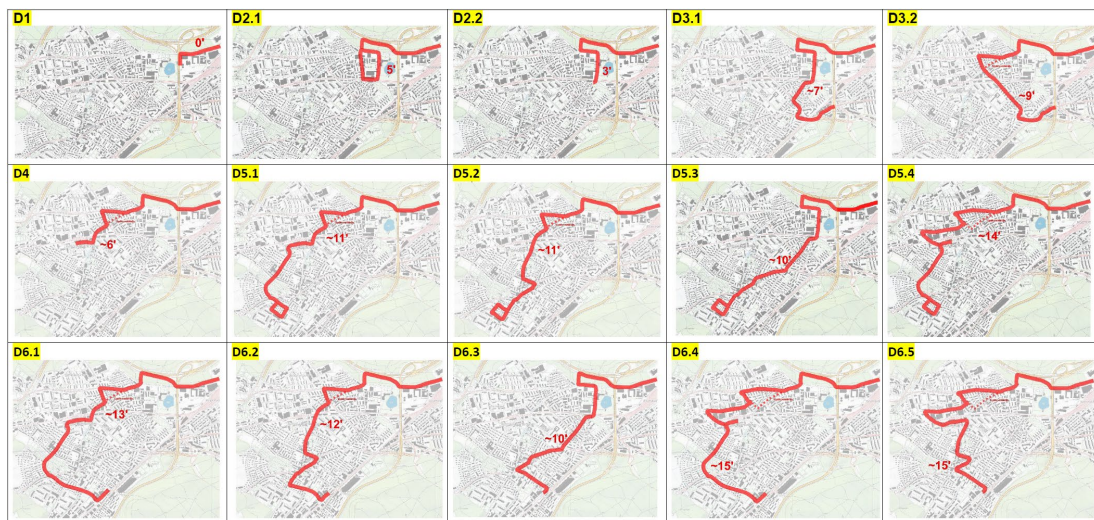 D1
0'
D2.1
5'
D2.2
3'
D3.1
~7'
D3.2
~9'
D4
~6'
D5.1
~11'
D5.2
~11'
D5.3
~10'
D5.4
~14'
D6.1
~13'
D6.2
~12'
D6.3
~10'
D6.4
~15'
D6.5
~15'